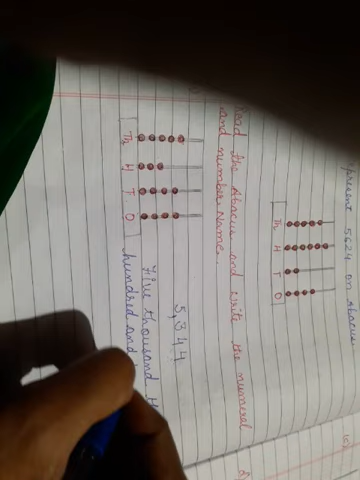 present 5624 on abacus.
Th H T O
Read the Abacus and write the numeral
and number Name.
5,344
Th H T O
Five thousand
hundred and